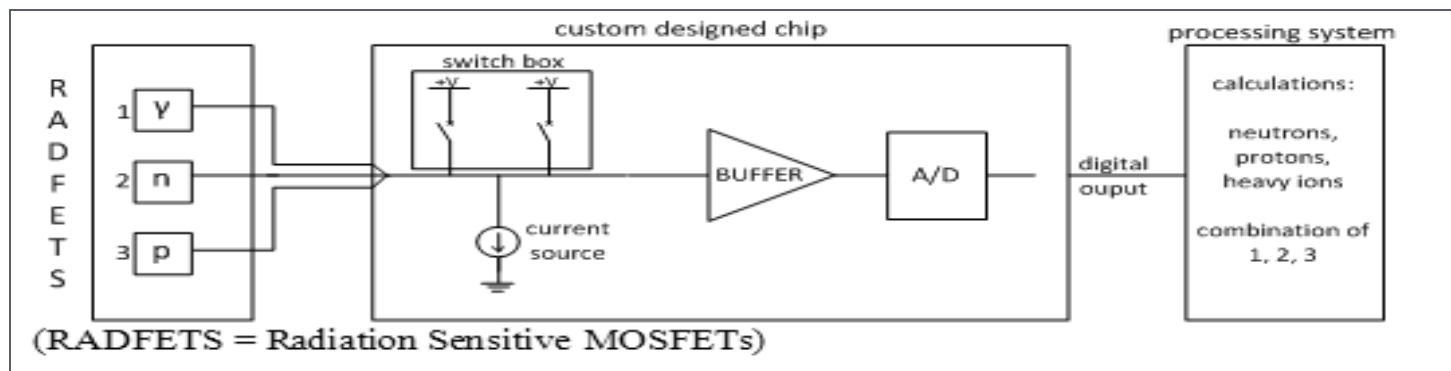 custom designed chip
processing system
switch box
+V +V
RADFETS
1 γ
2 n
3 p
BUFFER
A/D
current
source
digital
ouput
calculations:
neutrons,
protons,
heavy ions
combination of
1, 2, 3
(RADFETS = Radiation Sensitive MOSFETs)